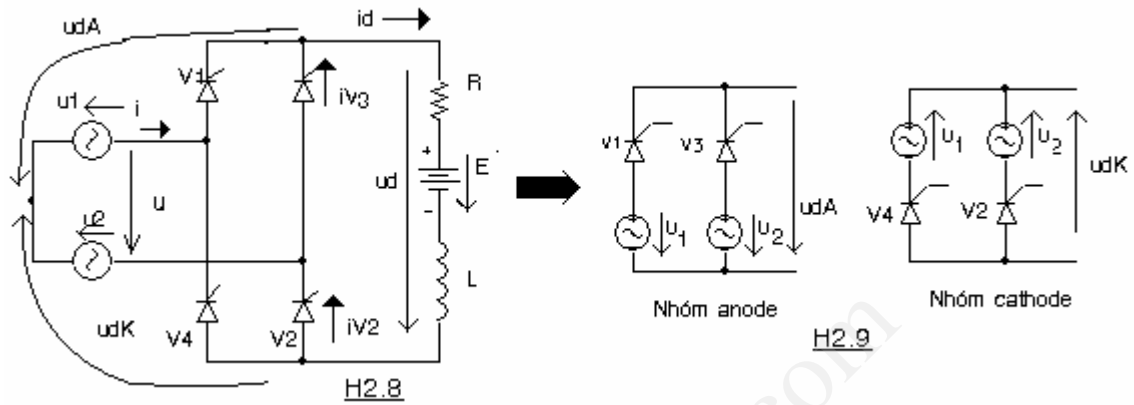 udA
id
V1
iV3
R
u1
i
+
E
u
ud
-
u2
L
udK
V4
V2
iV2
H2.8
V1
V3
u1
u2
udA
Nhóm anode
u1
u2
V4
V2
udK
Nhóm cathode
H2.9
.com